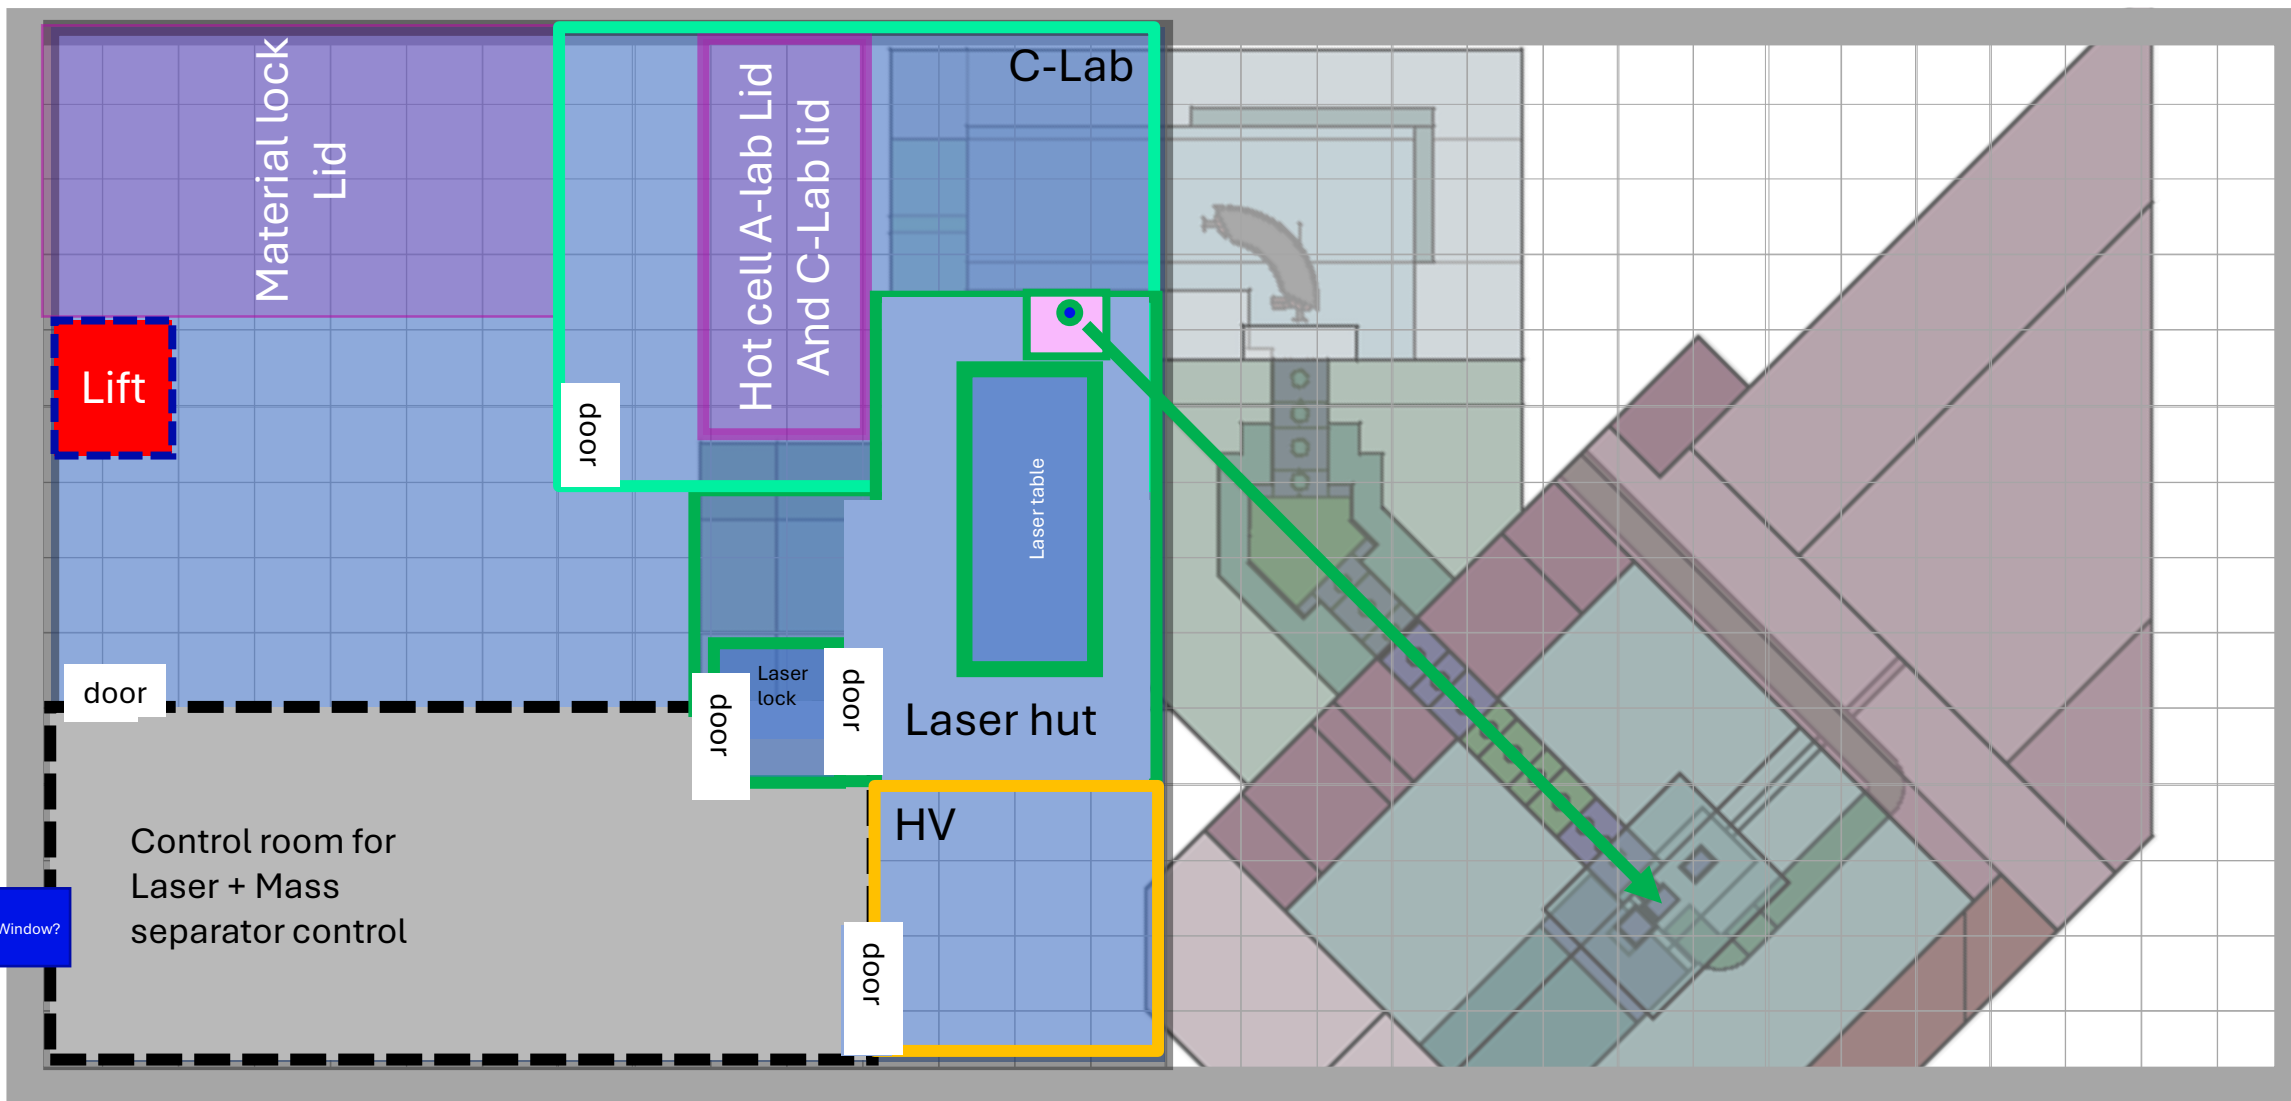 Material lock
Lid
Hot cell A-lab Lid
And C-Lab lid
C-Lab
Lift
door
Laser table
door
Laser
lock
door
door
Laser hut
HV
Control room for
Laser + Mass
separator control
Window?
door